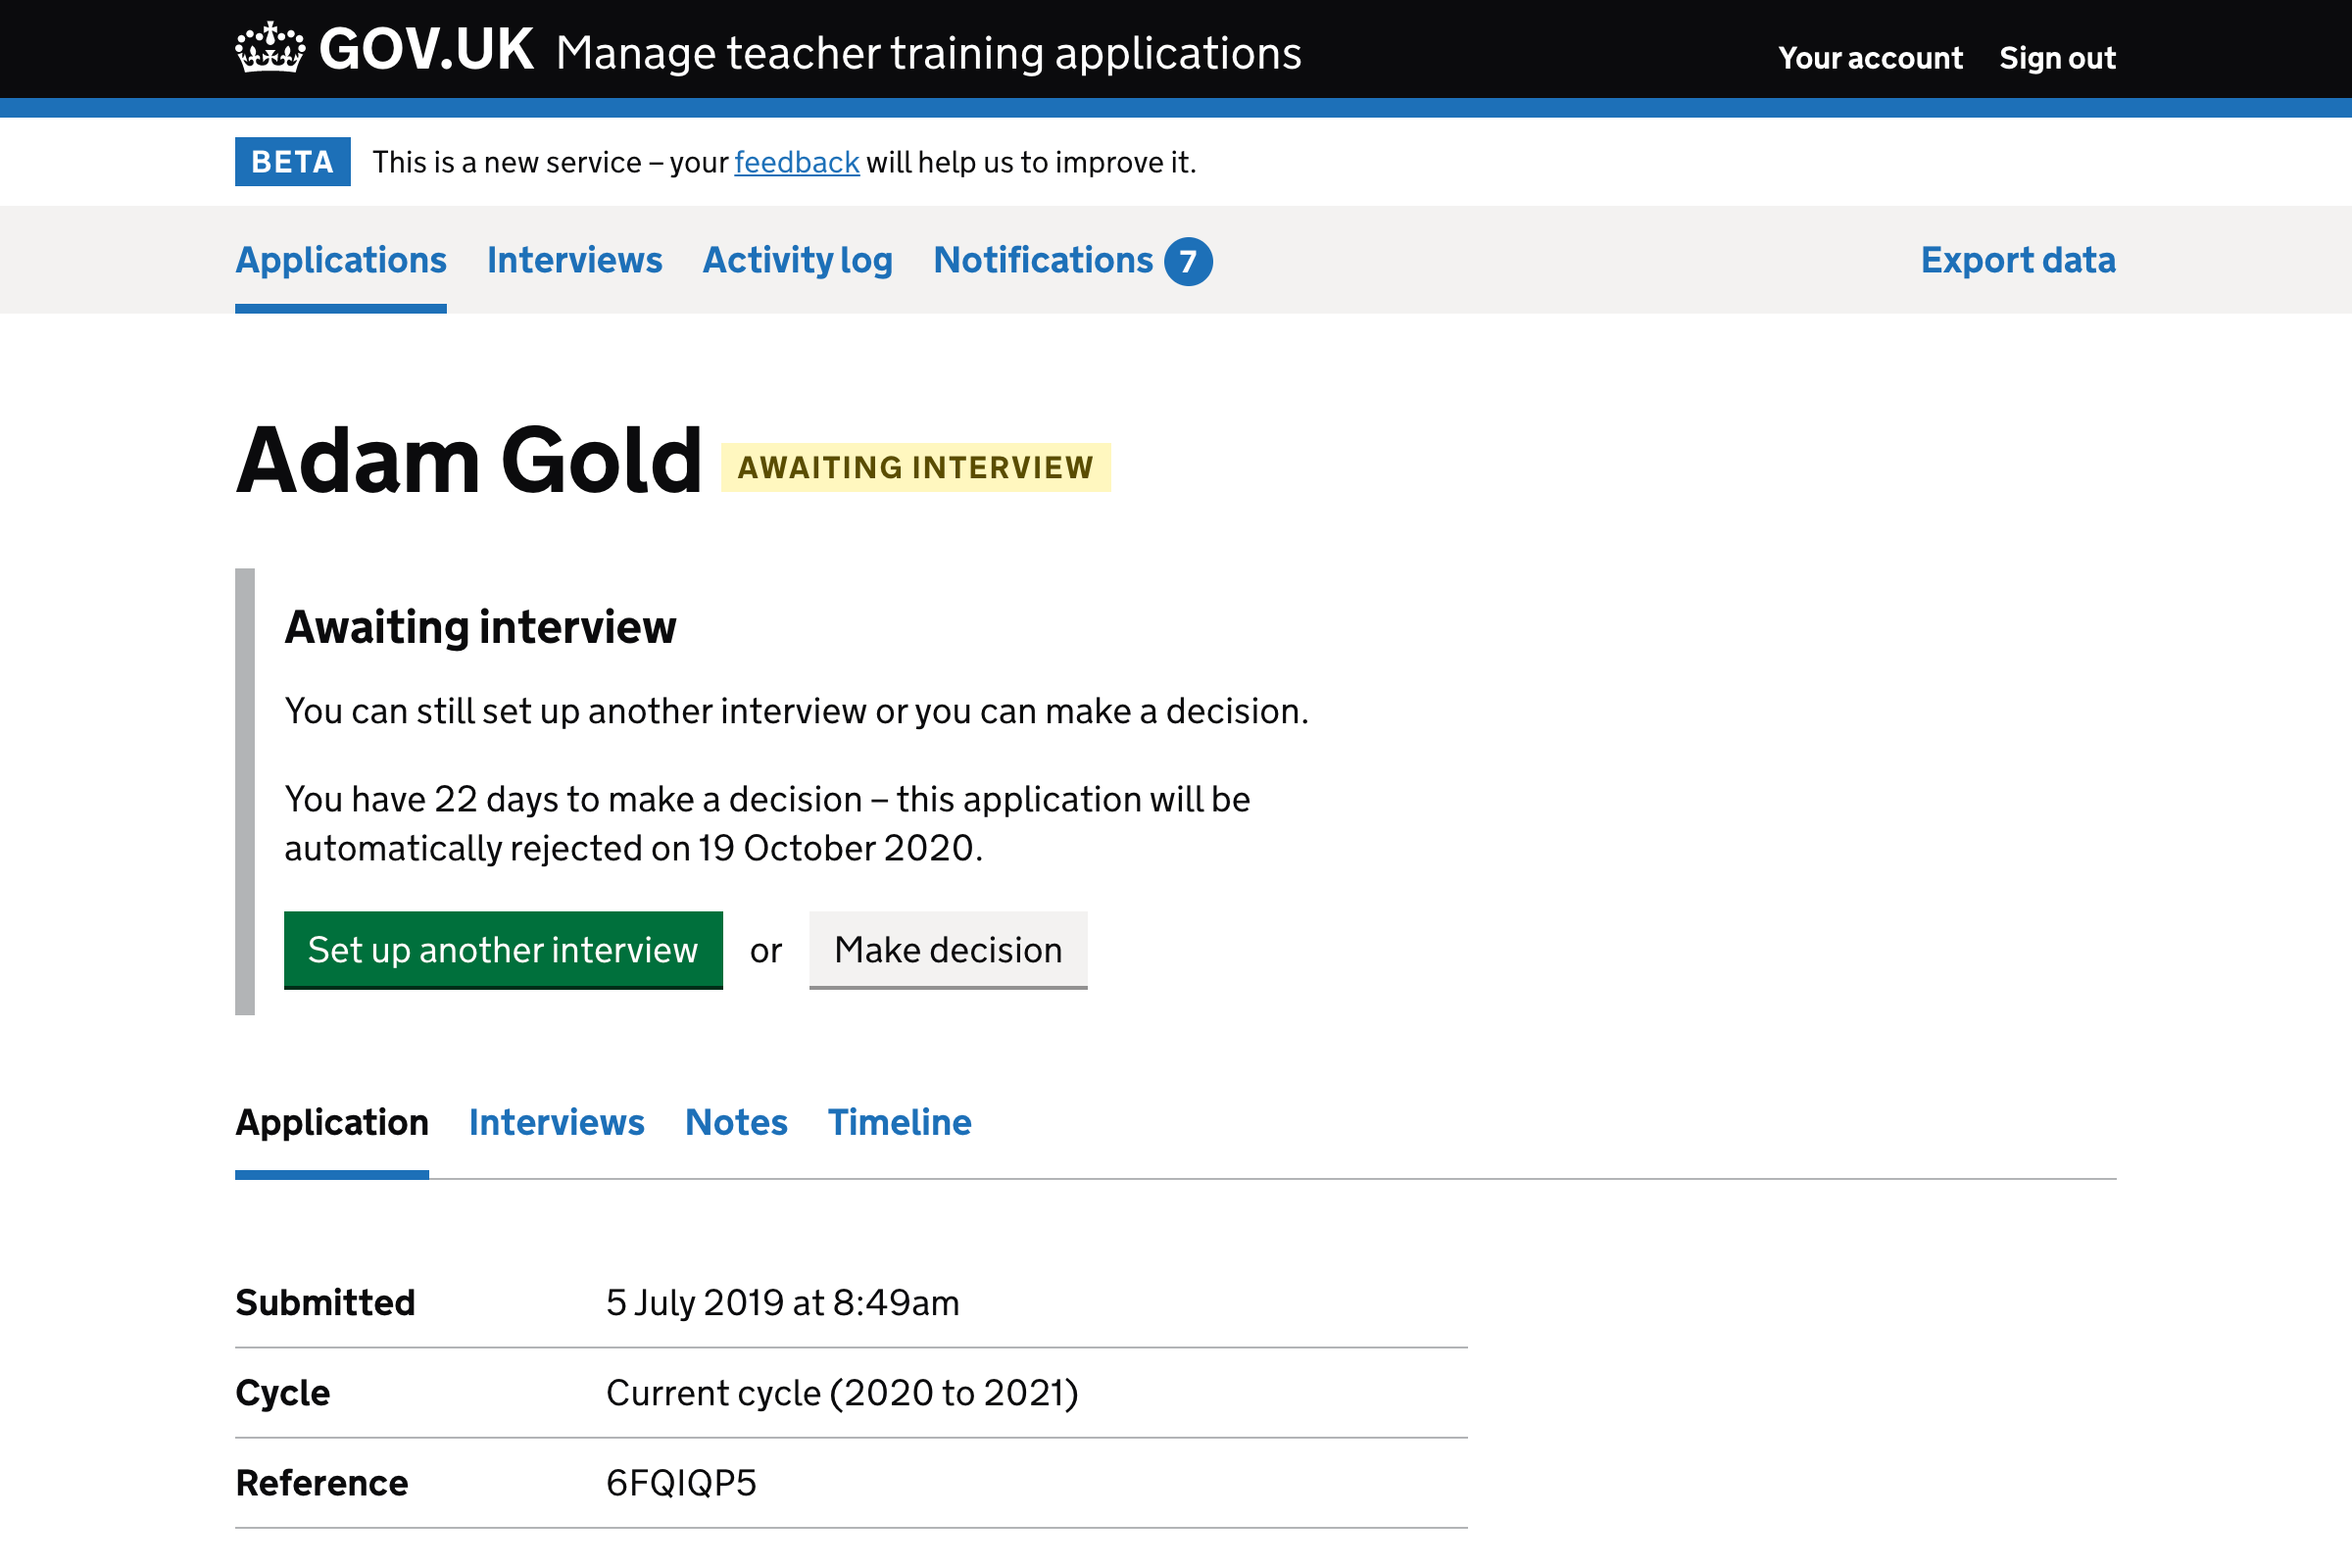 GOV.UK Manage teacher training applications Your account Sign out
BETA This is a new service – your feedback will help us to improve it.
Applications Interviews Activity log Notifications 7 Export data
Adam Gold AWAITING INTERVIEW
Awaiting interview
You can still set up another interview or you can make a decision.
You have 22 days to make a decision – this application will be
automatically rejected on 19 October 2020.
Set up another interview or Make decision
Application Interviews Notes Timeline
Submitted 5 July 2019 at 8:49am
Cycle Current cycle (2020 to 2021)
Reference 6FQIQP5